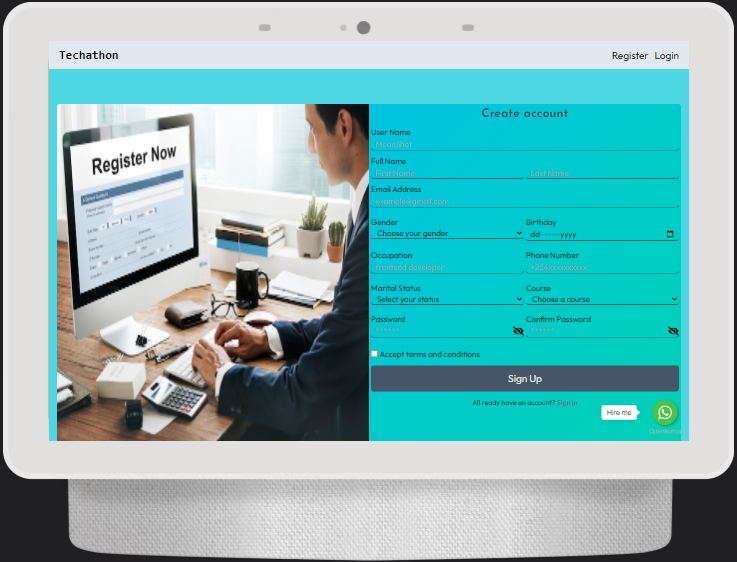 Techathon
Register Login
Register Now
Create account
User Name
MoonShot
Full Name
First Name Last Name
Email Address
example@gmail.com
Gender Birthday
Choose your gender dd-----yyyy
Occupation Phone Number
frontend developer
Marital Status Course
Select your status Choose a course
Password Confirm Password
****** ******
Accept terms and conditions
Sign Up
All ready have an account? Sign in
Hire me